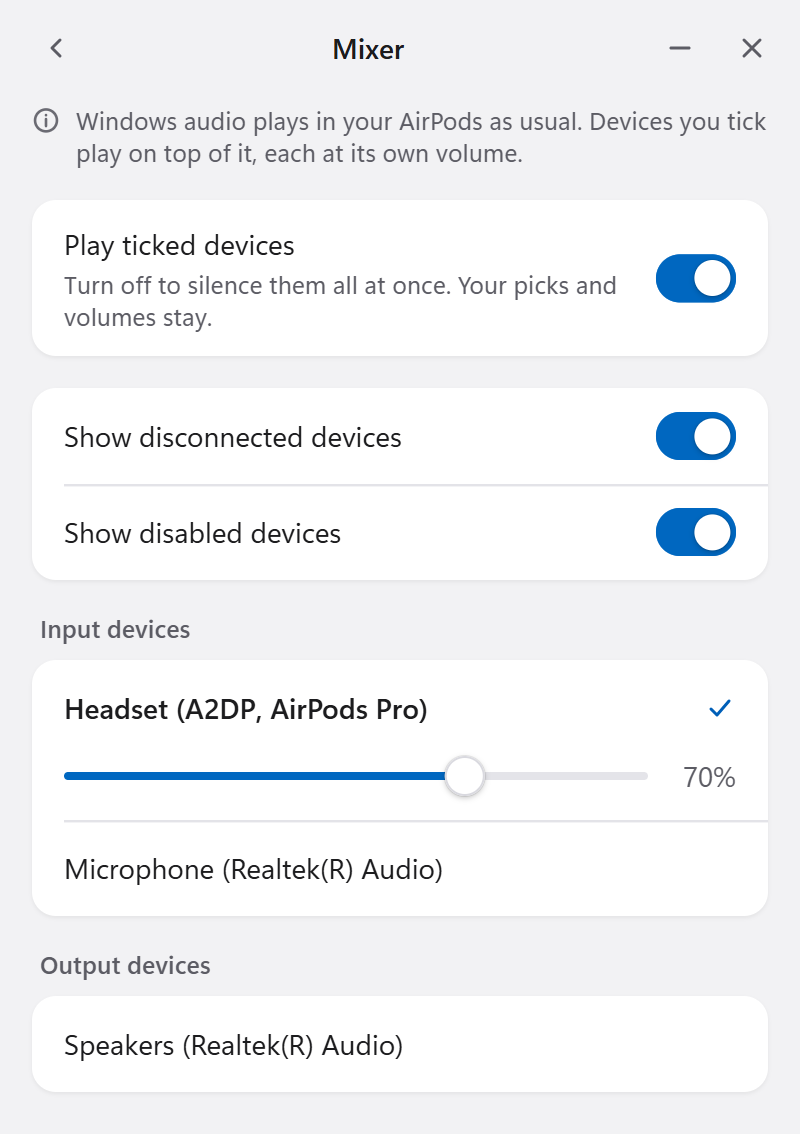 Mixer
Windows audio plays in your AirPods as usual. Devices you tick
play on top of it, each at its own volume.
Play ticked devices
Turn off to silence them all at once. Your picks and
volumes stay.
Show disconnected devices
Show disabled devices
Input devices
Headset (A2DP, AirPods Pro)
70%
Microphone (Realtek(R) Audio)
Output devices
Speakers (Realtek(R) Audio)